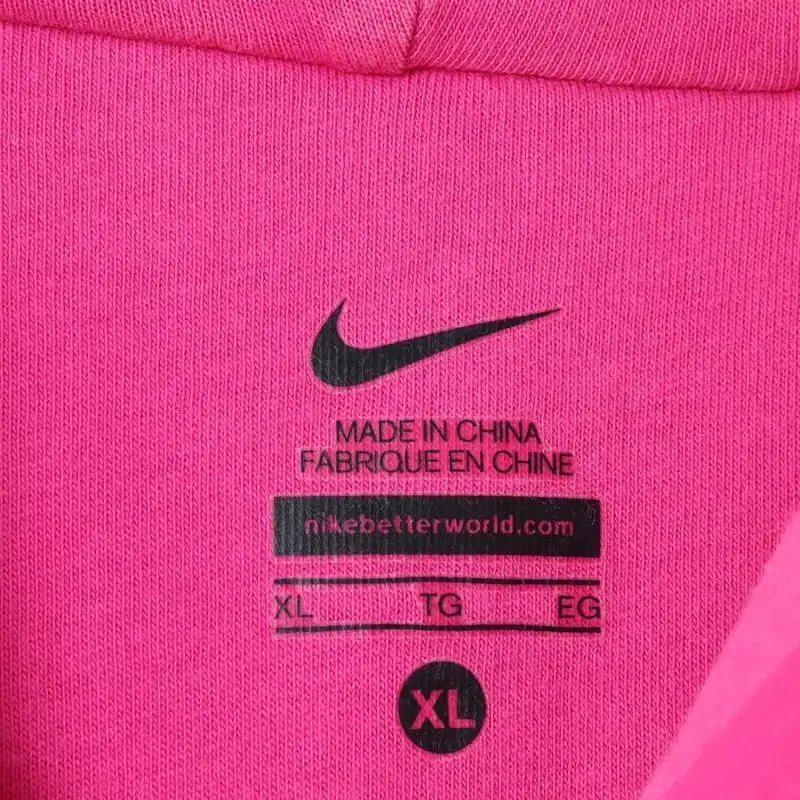 MADE IN CHINA
FABRIQUE EN CHINE
nikebetterworld.com
XL TG EG
XL